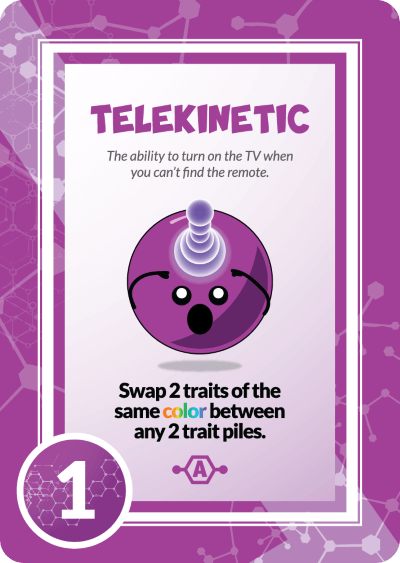 TELEKINETIC
The ability to turn on the TV when
you can't find the remote.
Swap 2 traits of the
same color between
any 2 trait piles.
A
1